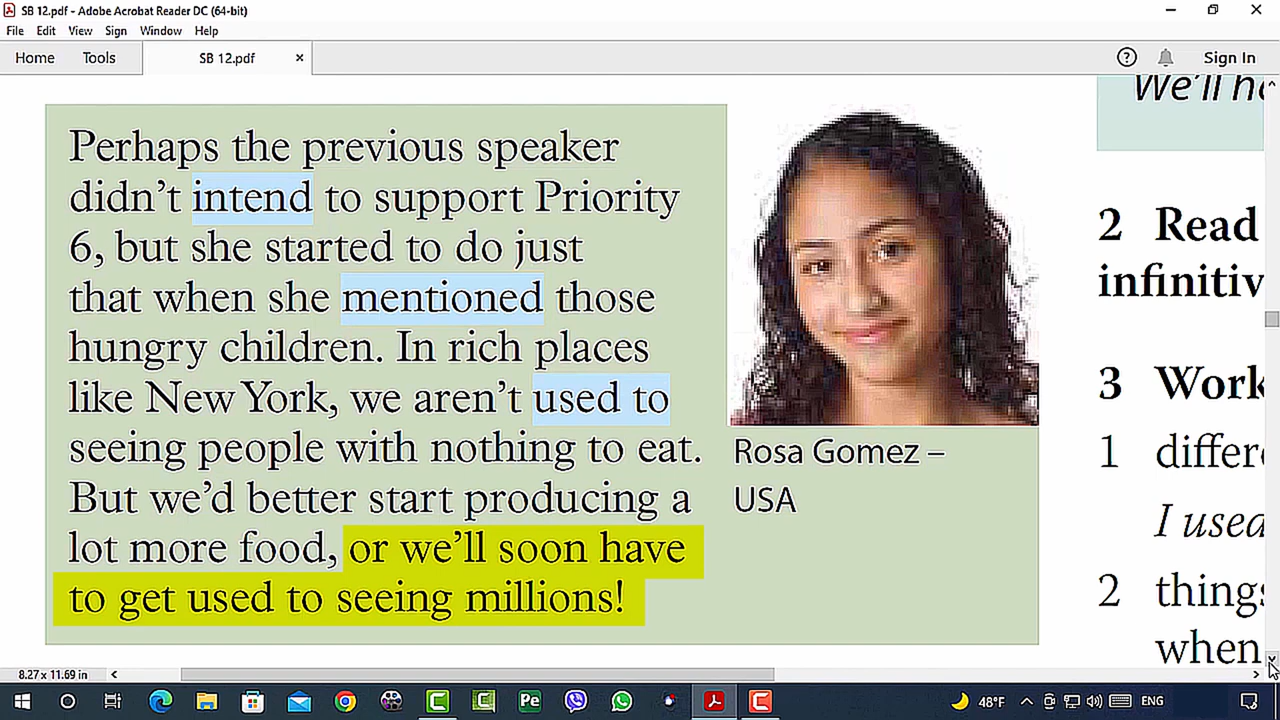 SB 12.pdf - Adobe Acrobat Reader DC (64-bit)
File Edit View Sign Window Help
Home Tools SB 12.pdf × Sign In
Perhaps the previous speaker
didn't intend to support Priority
6, but she started to do just
that when she mentioned those
hungry children. In rich places
like New York, we aren't used to
seeing people with nothing to eat.
But we'd better start producing a
lot more food, or we'll soon have
to get used to seeing millions!
Rosa Gomez –
USA
We'll
2 Read
infinitiv
3 Work
1 differ
I used
2 things
when
8.27 x 11.69 in
48°F ENG